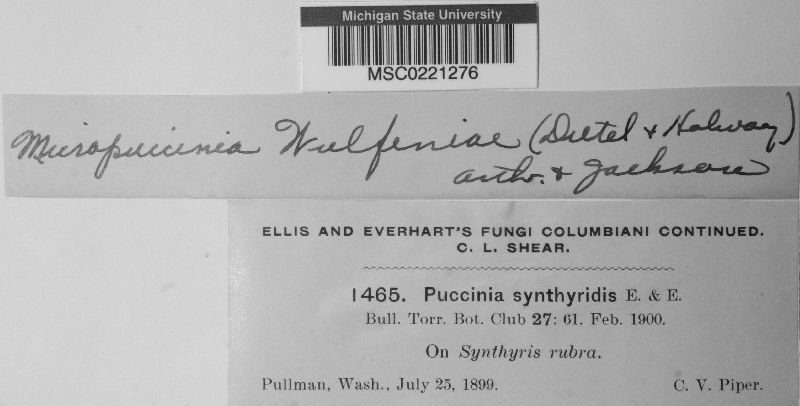 Michigan State University
MSC0221276
Micropuccinia Wulfeniae (Dietel & Holway)
Arth. & Jackson
ELLIS AND EVERHART'S FUNGI COLUMBIANI CONTINUED.
C. L. SHEAR.
1465. Puccinia synthyridis E. & E.
Bull. Torr. Bot. Club 27: 61. Feb. 1900.
On Synthyris rubra.
Pullman, Wash., July 25, 1899. C. V. Piper.